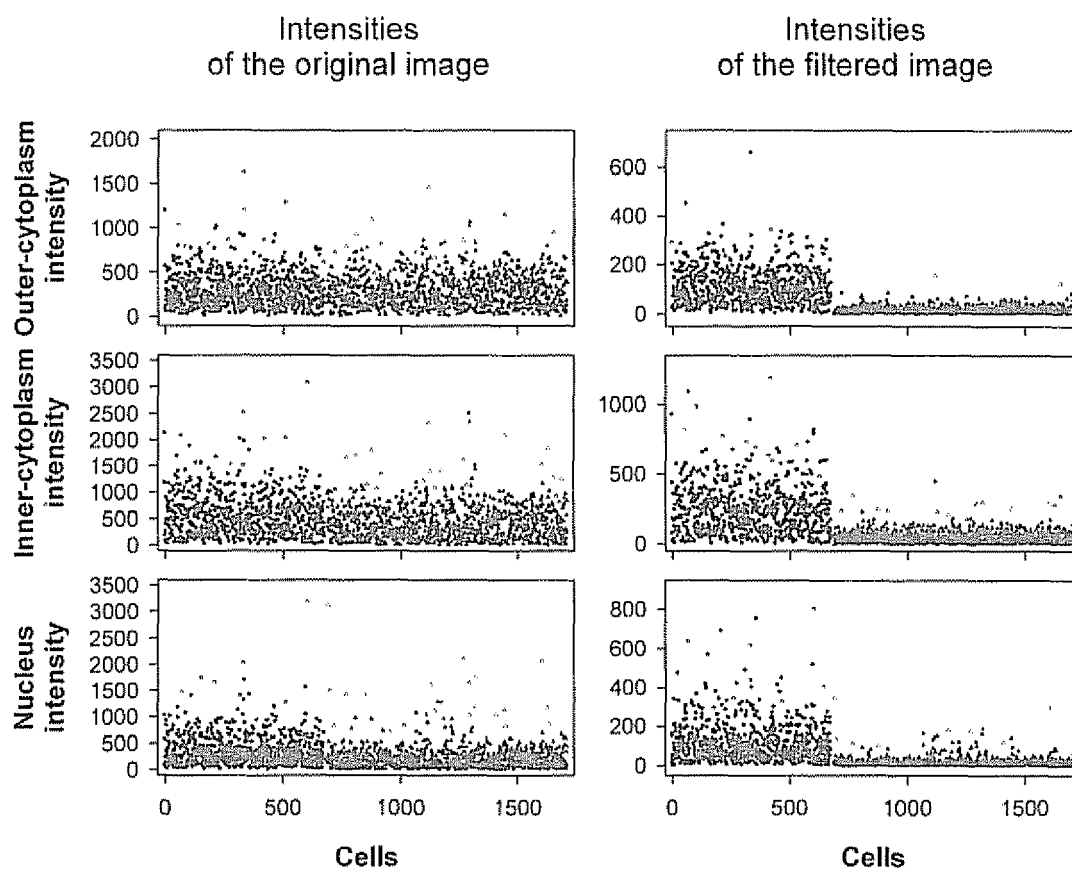 Intensities
of the original image
Intensities
of the filtered image
Outer-cytoplasm
intensity
2000
1500
1000
500
0
600
400
200
0
Inner-cytoplasm
intensity
3500
3000
2500
2000
1500
1000
500
0
1000
500
0
Nucleus
intensity
3500
3000
2500
2000
1500
1000
500
0
800
600
400
200
0
0 500 1000 1500
0 500 1000 1500
Cells
Cells